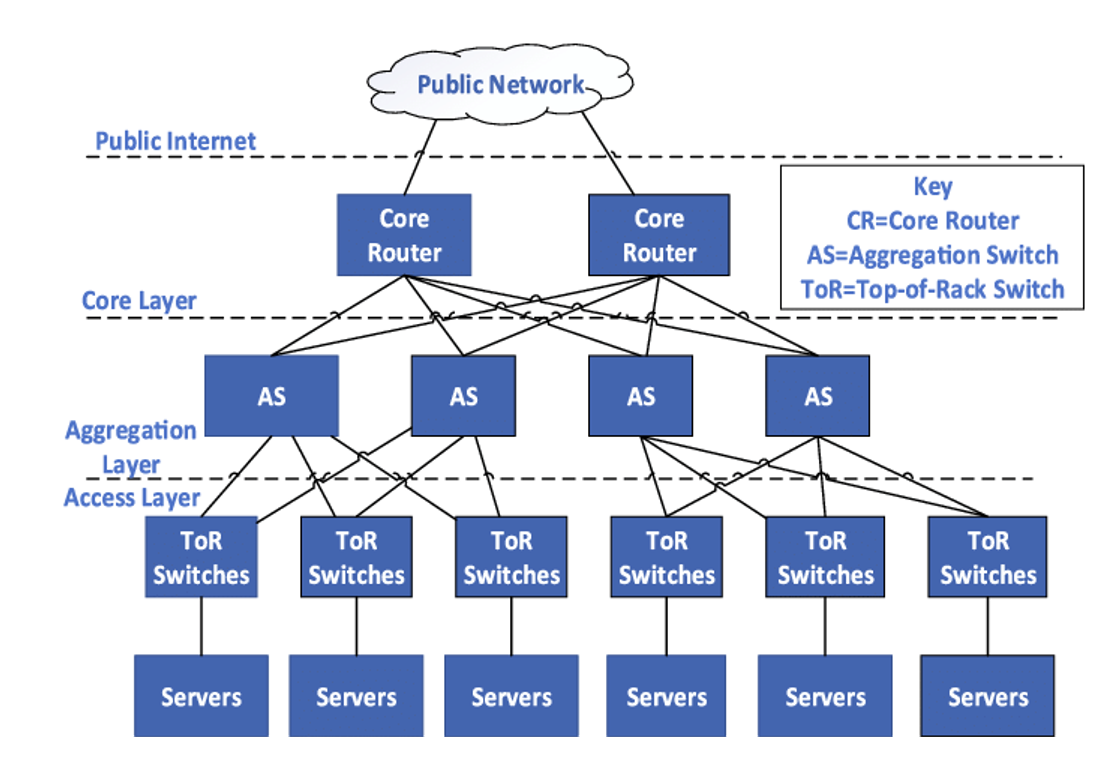 Public Network
Public Internet
Key
CR=Core Router
AS=Aggregation Switch
ToR=Top-of-Rack Switch
Core
Router
Core
Router
Core Layer
AS
AS
AS
AS
Aggregation
Layer
Access Layer
ToR
Switches
ToR
Switches
ToR
Switches
ToR
Switches
ToR
Switches
ToR
Switches
Servers
Servers
Servers
Servers
Servers
Servers